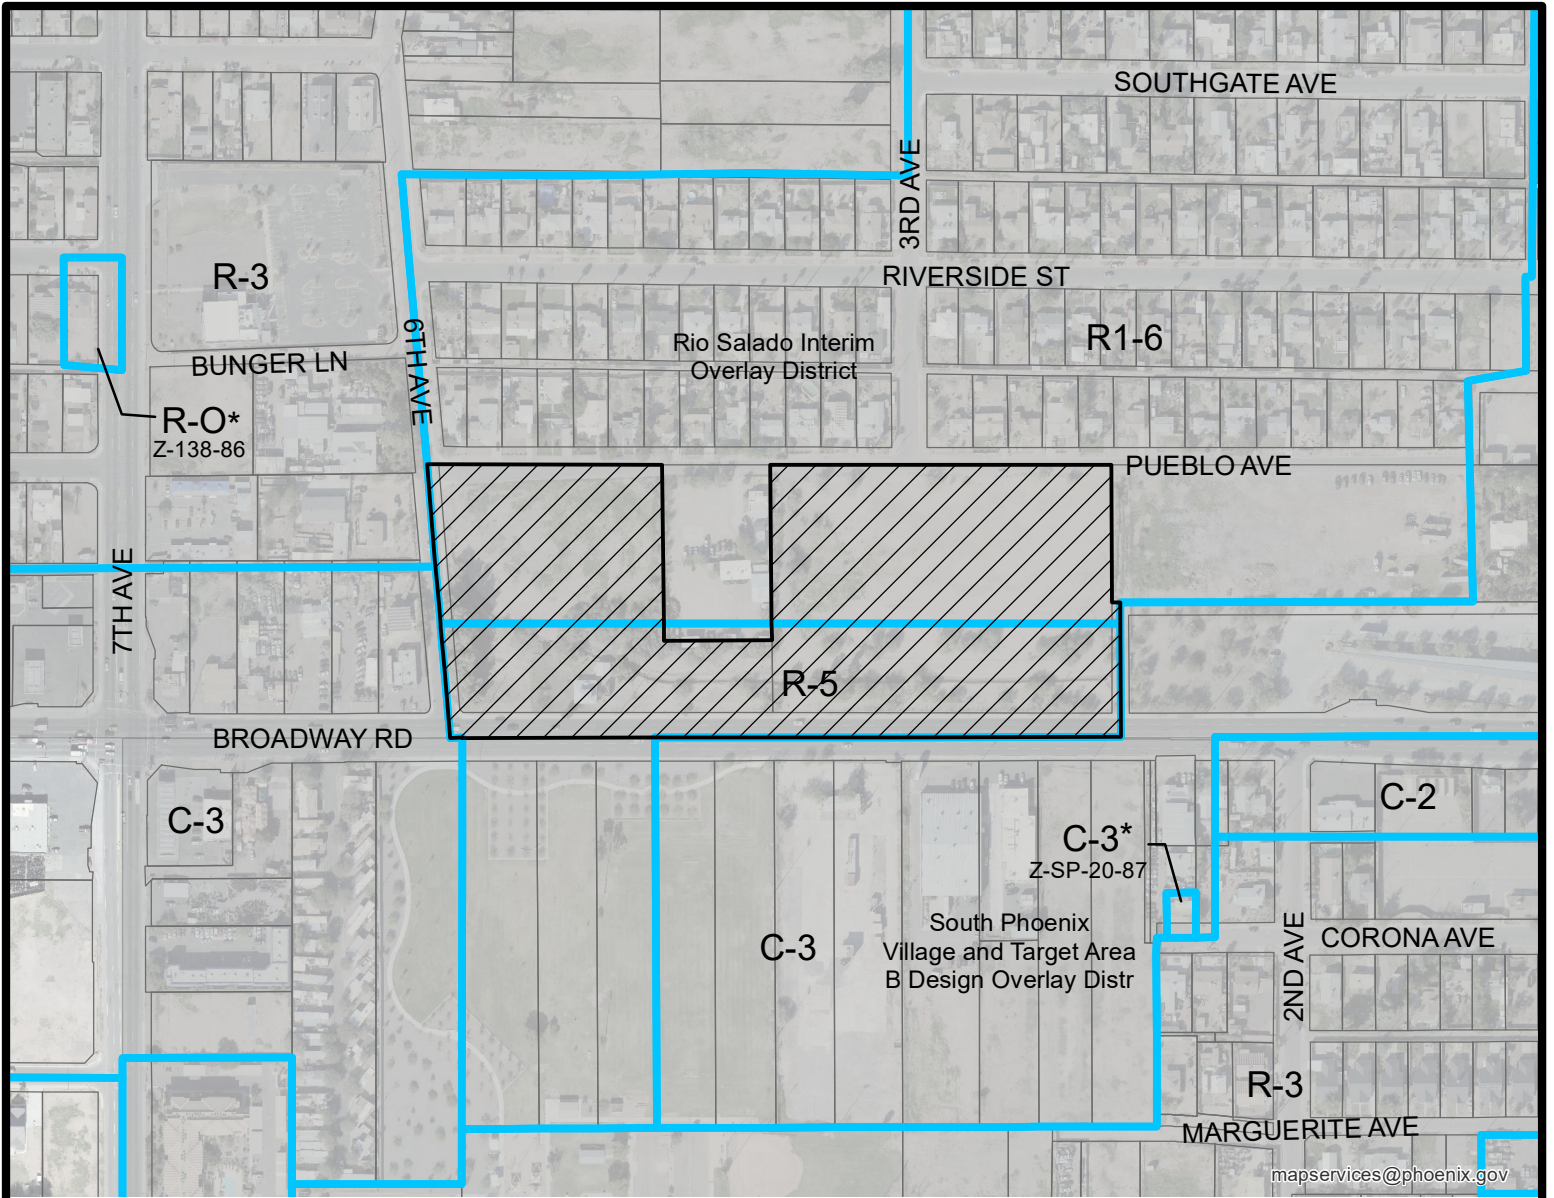 SOUTHGATE AVE
3RD AVE
RIVERSIDE ST
R-3
Rio Salado Interim
Overlay District
R1-6
6TH AVE
BUNGER LN
R-O*
Z-138-86
PUEBLO AVE
7TH AVE
R-5
BROADWAY RD
C-3
C-2
C-3*
Z-SP-20-87
C-3
South Phoenix
Village and Target Area
B Design Overlay Distr
2ND AVE
CORONA AVE
R-3
MARGUERITE AVE
mapservices@phoenix.gov